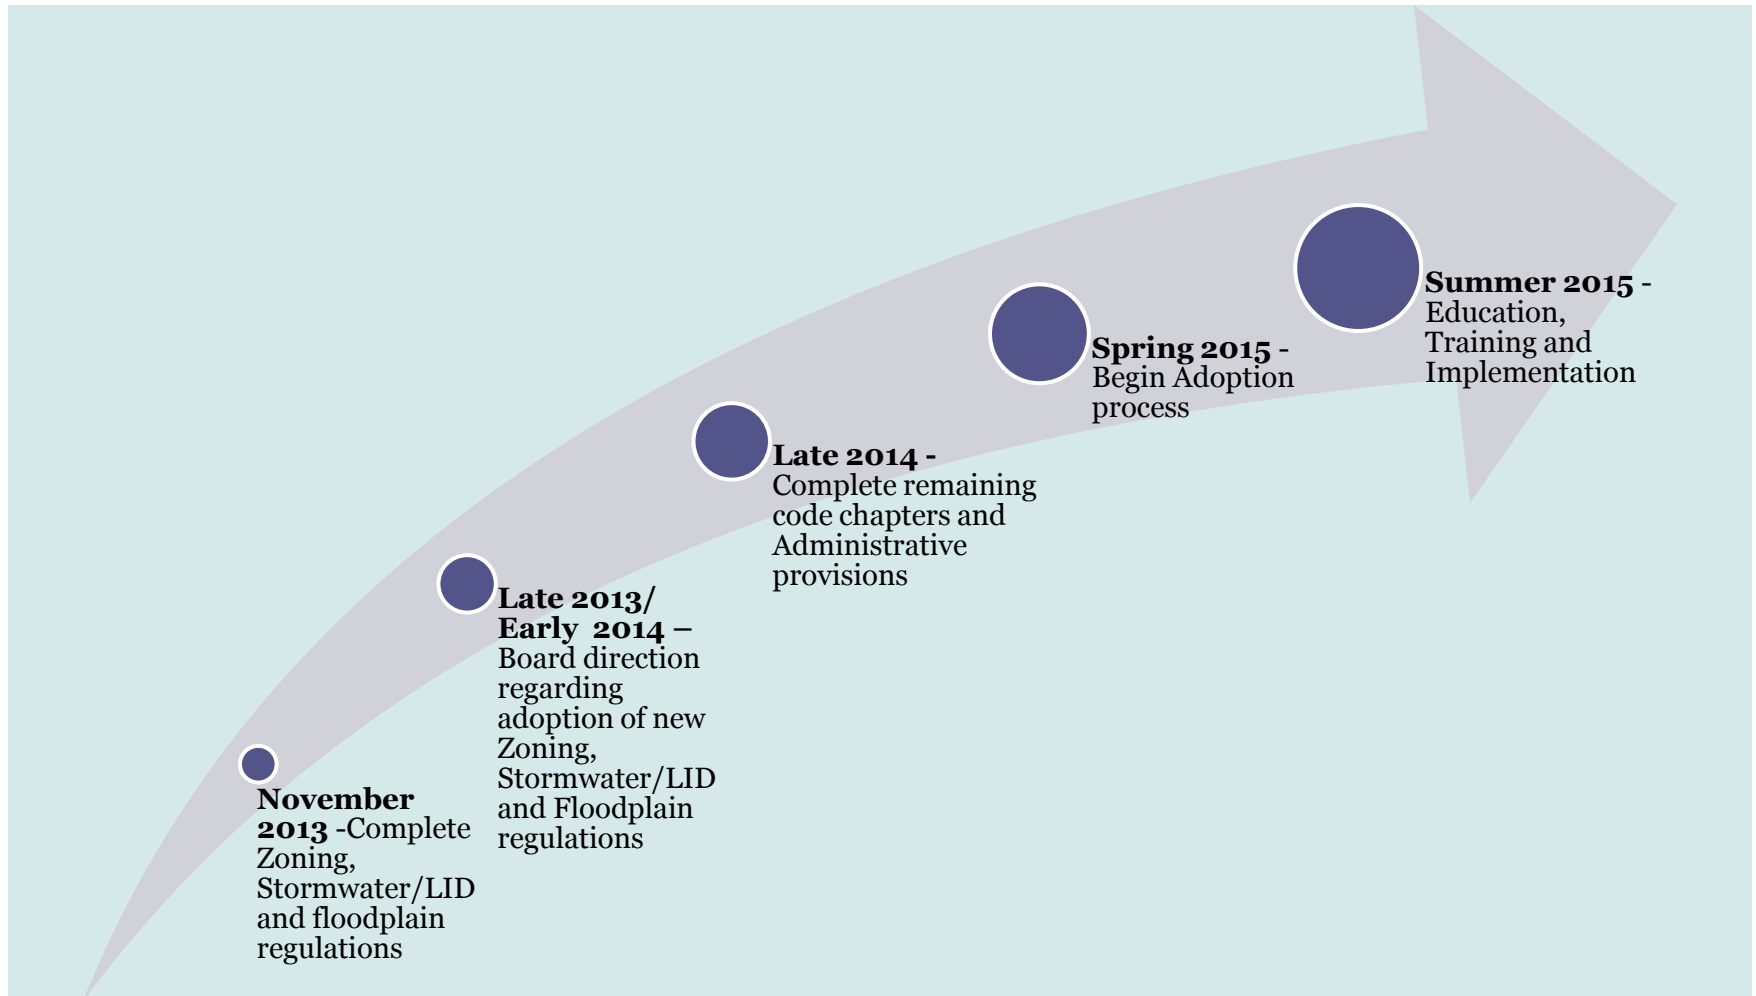 November
2013 -Complete
Zoning,
Stormwater/LID
and floodplain
regulations
Late 2013/
Early  2014 –
Board direction
regarding
adoption of new
Zoning,
Stormwater/LID
and Floodplain
regulations
Late 2014 -
Complete remaining
code chapters and
Administrative
provisions
Spring 2015 -
Begin Adoption
process
Summer 2015 -
Education,
Training and
Implementation